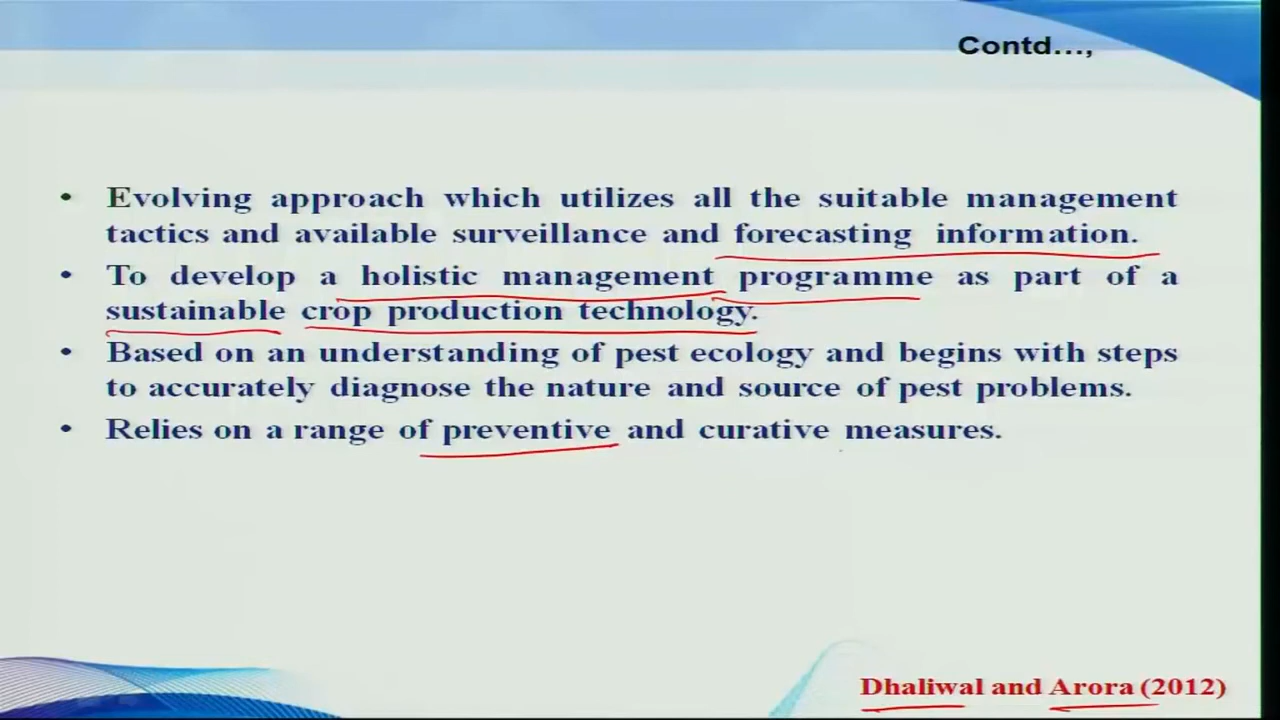 Contd...,
• Evolving approach which utilizes all the suitable management
tactics and available surveillance and forecasting information.
• To develop a holistic management programme as part of a
sustainable crop production technology.
• Based on an understanding of pest ecology and begins with steps
to accurately diagnose the nature and source of pest problems.
• Relies on a range of preventive and curative measures.
Dhaliwal and Arora (2012)